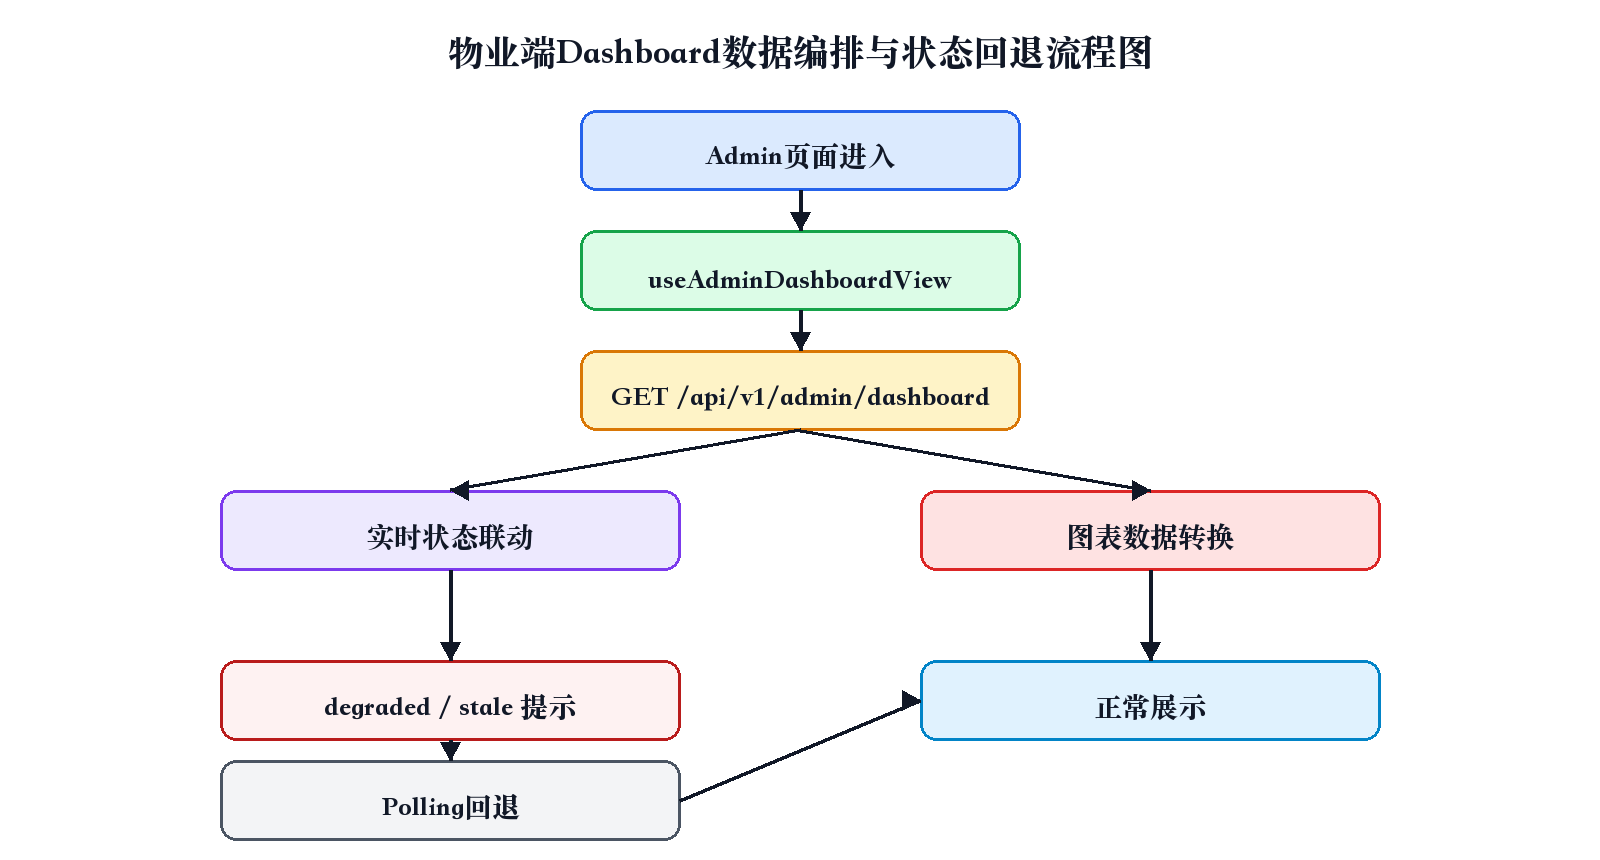 物业端Dashboard数据编排与状态回退流程图
Admin页面进入
useAdminDashboardView
GET /api/v1/admin/dashboard
实时状态联动
图表数据转换
degraded / stale 提示
正常展示
Polling回退